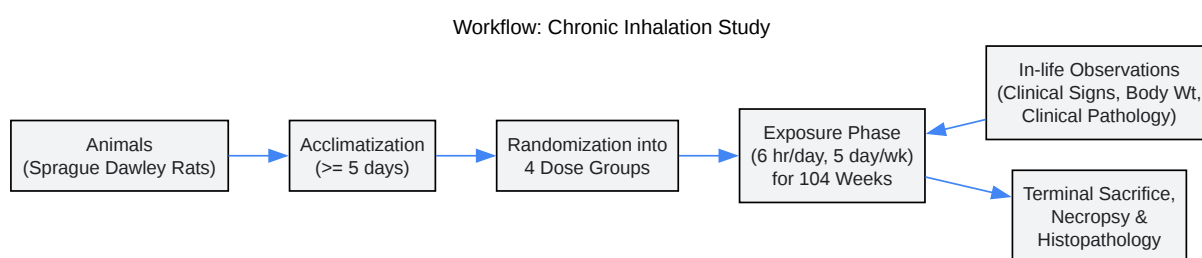 Workflow: Chronic Inhalation Study
Animals
(Sprague Dawley Rats)
Acclimatization
(>= 5 days)
Randomization into
4 Dose Groups
Exposure Phase
(6 hr/day, 5 day/wk)
for 104 Weeks
In-life Observations
(Clinical Signs, Body Wt,
Clinical Pathology)
Terminal Sacrifice,
Necropsy &
Histopathology